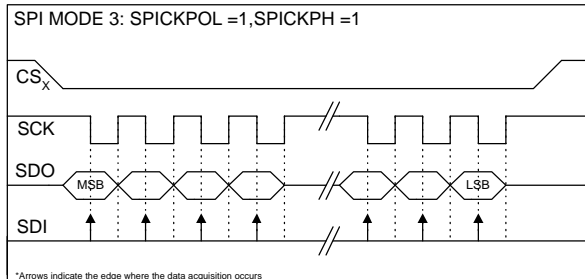 SPI MODE 3: SPICKPOL =1,SPICKPH =1
CSX
SCK
SDO
MSB
LSB
SDI
*Arrows indicate the edge where the data acquisition occurs